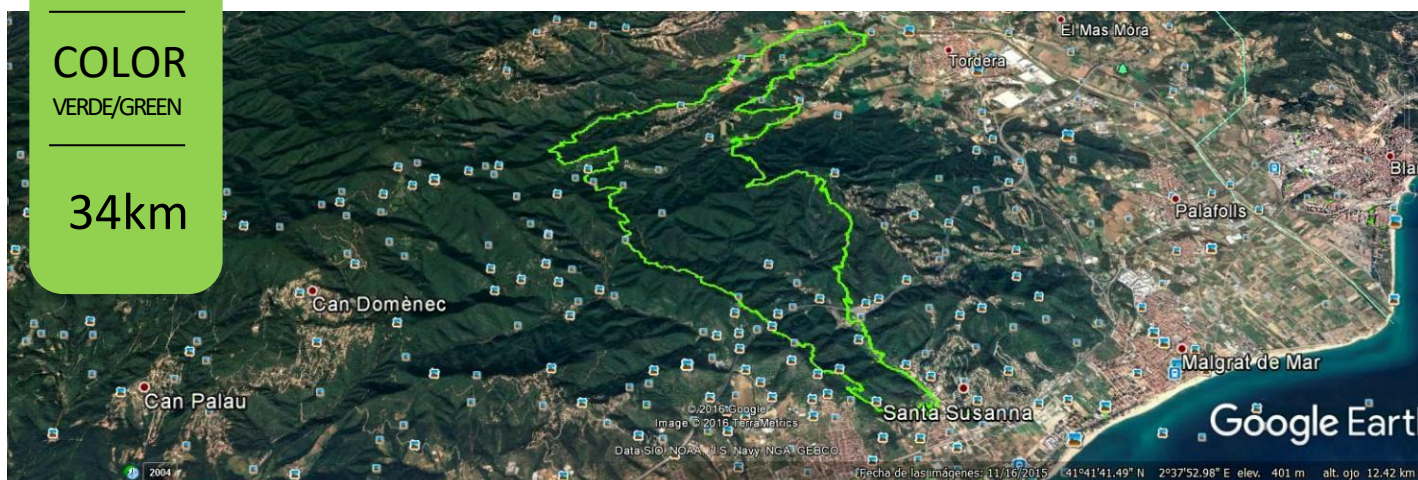 COLOR
VERDE/GREEN
34km
El Mas Mora
Tordera
Blan
Palafolls
Can Domènec
Malgrat de Mar
Can Palau
Santa Susanna
© 2016 Google
Image © 2016 TerraMetrics
Data SIO, NOAA, U.S. Navy, NGA, GEBCO
Google Eart
2004
Fecha de las imágenes: 11/16/2015 41°41'41.49" N 2°37'52.98" E elev. 401 m alt. ojo 12.42 km